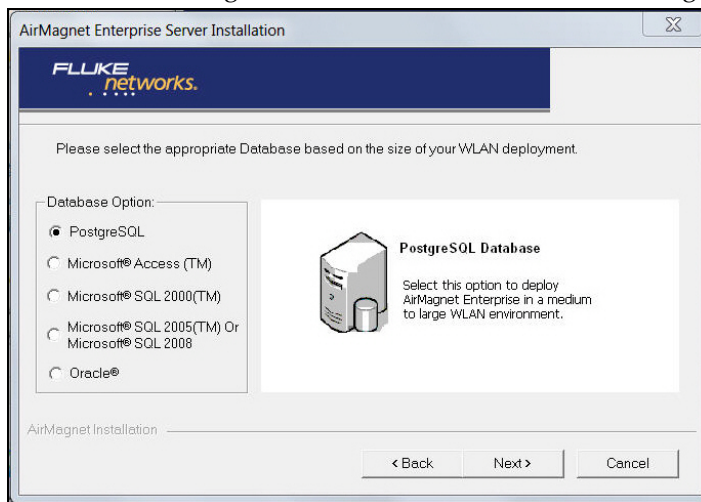 AirMagnet Enterprise Server Installation
FLUKE
networks.
Please select the appropriate Database based on the size of your WLAN deployment.
Database Option:
PostgreSQL
Microsoft® Access (TM)
Microsoft® SQL 2000(TM)
Microsoft® SQL 2005(TM) Or
Microsoft® SQL 2008
Oracle®
PostgreSQL Database
Select this option to deploy
AirMagnet Enterprise in a medium
to large WLAN environment.
AirMagnet Installation
< Back
Next >
Cancel